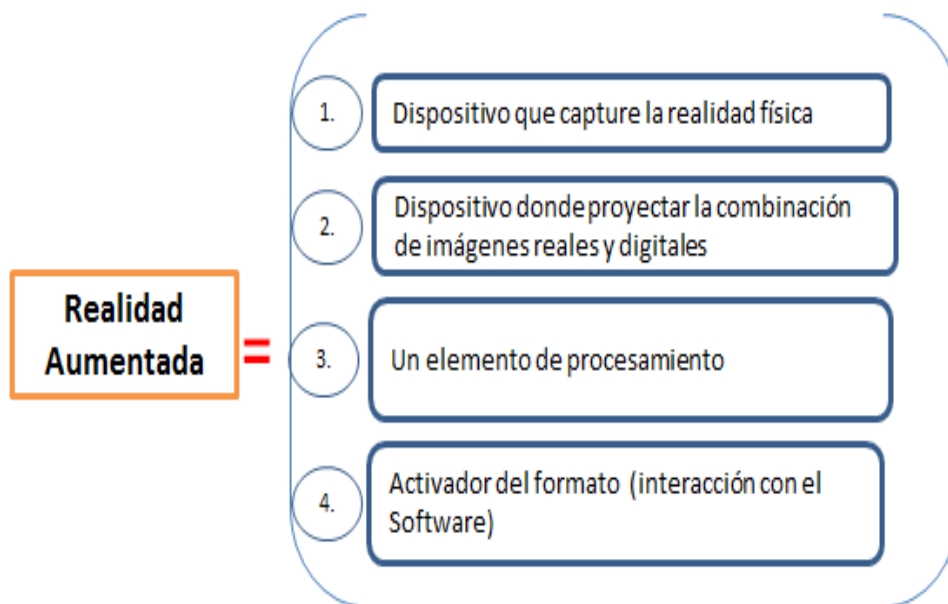 Realidad
Aumentada
=
1.
Dispositivo que capture la realidad física
2.
Dispositivo donde proyectar la combinación
de imágenes reales y digitales
3.
Un elemento de procesamiento
4.
Activador del formato (interacción con el
Software)